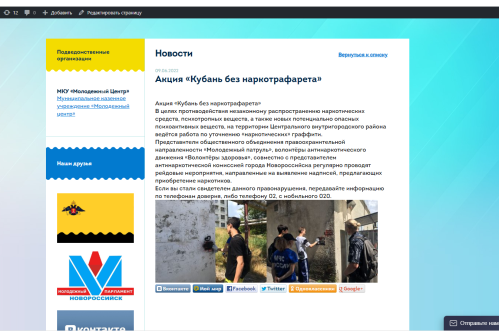 12
0
Добавить
Редактировать страницу
Подведомственные
организации
МКУ «Молодежный Центр»
Муниципальное казенное
учреждение «Молодежный
центр»
Наши друзья
МОЛОДЕЖНЫЙ ПАРЛАМЕНТ
НОВОРОССИЙСК
Вконтакте
Новости
Вернуться к списку
Акция «Кубань без наркотрафарета»
Акция «Кубань без наркотрафарета»
В целях противодействия незаконному распространению наркотических
средств, психотропных веществ, а также новых потенциально опасных
психоактивных веществ, на территории Центрального внутригородского района
ведётся работа по уточнению «наркотических» граффити.
Представители общественного объединения правоохранительной
направленности «Молодежный патруль», волонтёры антинаркотического
движения «Волонтёры здоровья», совместно с представителем
антинаркотической комиссией города Новороссийска регулярно проводят
рейдовые мероприятия, направленные на выявление надписей, предлагающих
приобретение наркотиков.
Если вы стали свидетелем данного правонарушения, передавайте информацию
по телефонам доверия, либо телефону 02, с мобильного 020.
Вконтакте
Мой мир
Facebook
Twitter
Одноклассники
Google+
Отправьте нам